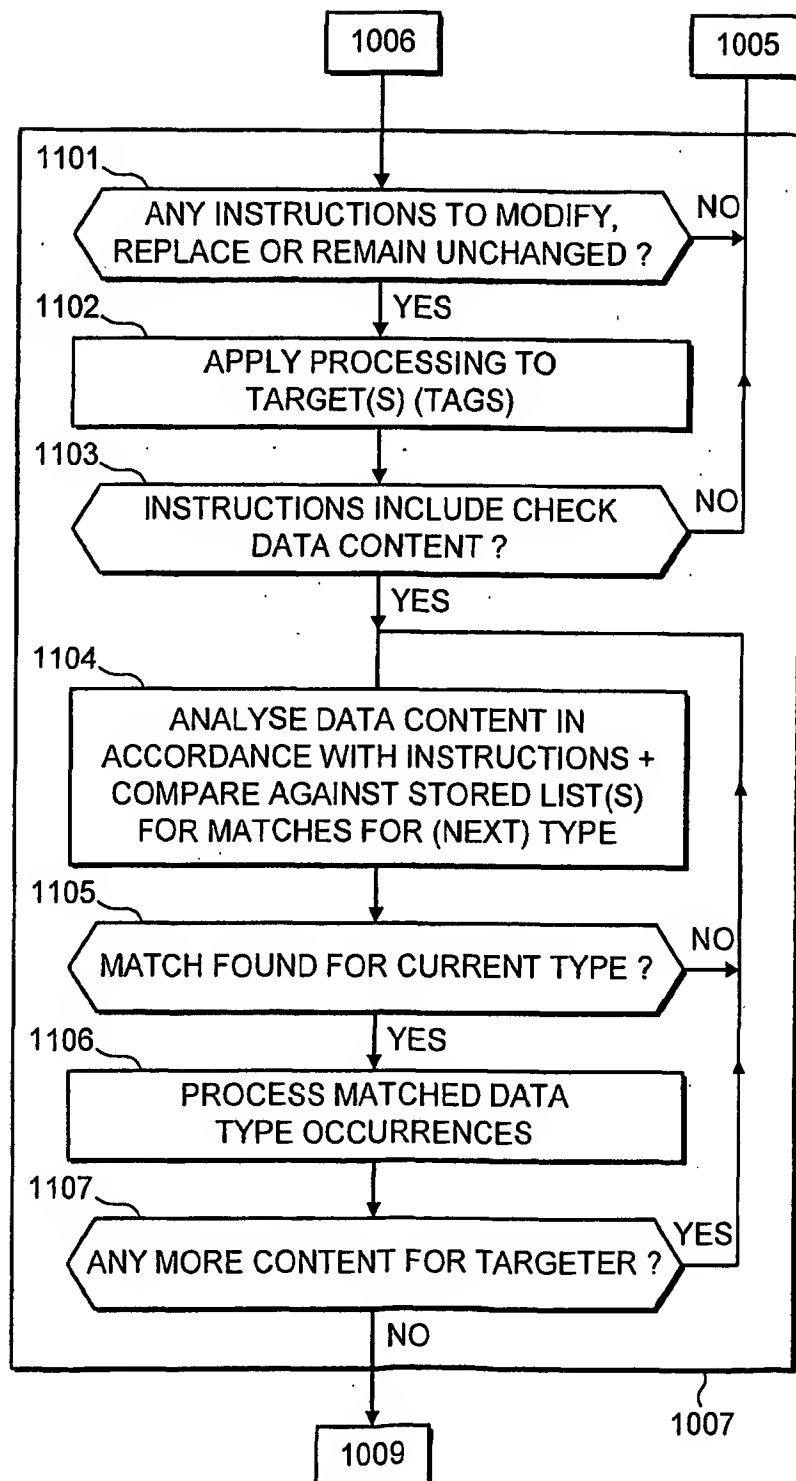 1006
1005
1101
ANY INSTRUCTIONS TO MODIFY,
REPLACE OR REMAIN UNCHANGED ?
NO
YES
1102
APPLY PROCESSING TO
TARGET(S) (TAGS)
1103
INSTRUCTIONS INCLUDE CHECK
DATA CONTENT ?
NO
YES
1104
ANALYSE DATA CONTENT IN
ACCORDANCE WITH INSTRUCTIONS +
COMPARE AGAINST STORED LIST(S)
FOR MATCHES FOR (NEXT) TYPE
1105
MATCH FOUND FOR CURRENT TYPE ?
NO
YES
1106
PROCESS MATCHED DATA
TYPE OCCURRENCES
1107
ANY MORE CONTENT FOR TARGETER ?
YES
NO
1007
1009